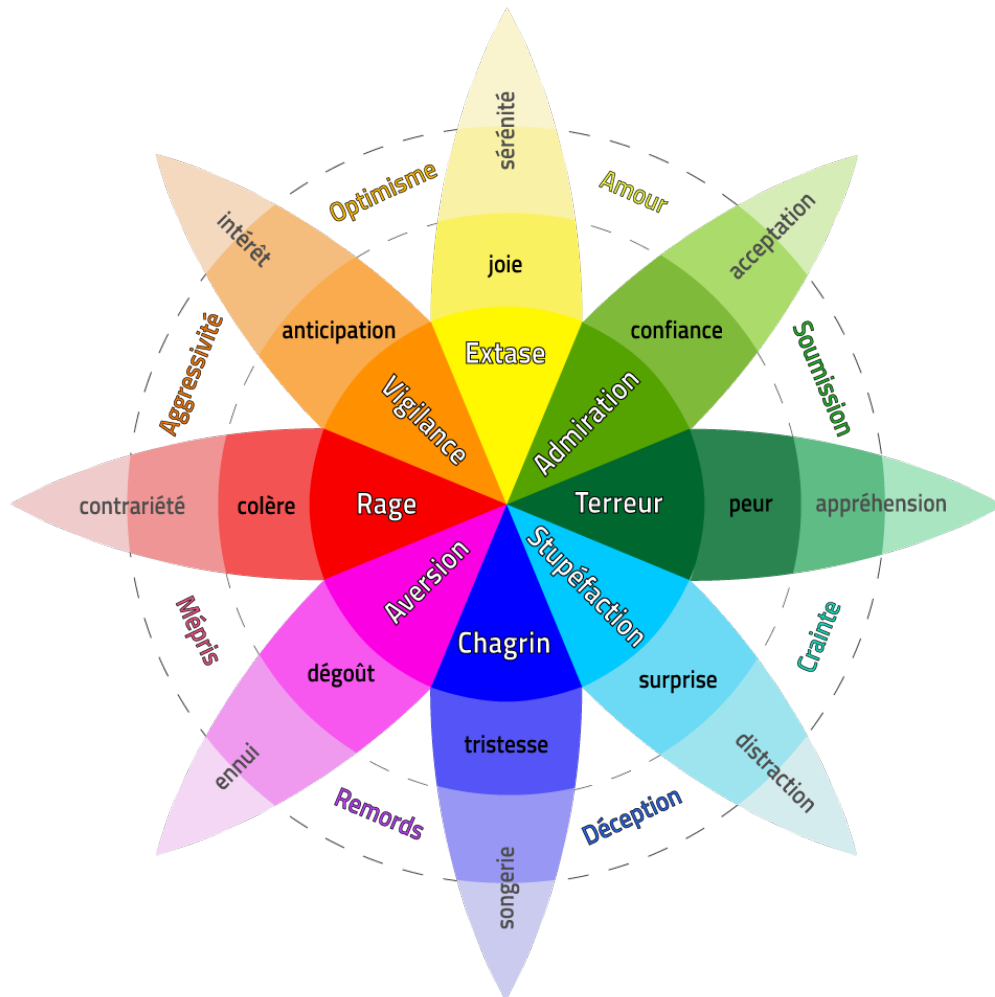 sérénité
Optimisme
Amour
intérêt
acceptation
joie
anticipation
confiance
Extase
Aggressivité
Soumission
Vigilance
Admiration
contrariété
colère
Rage
Terreur
peur
appréhension
Aversion
Stupéfaction
Mépris
Crainte
Chagrin
dégoût
surprise
tristesse
ennui
distraction
Remords
Déception
songerie